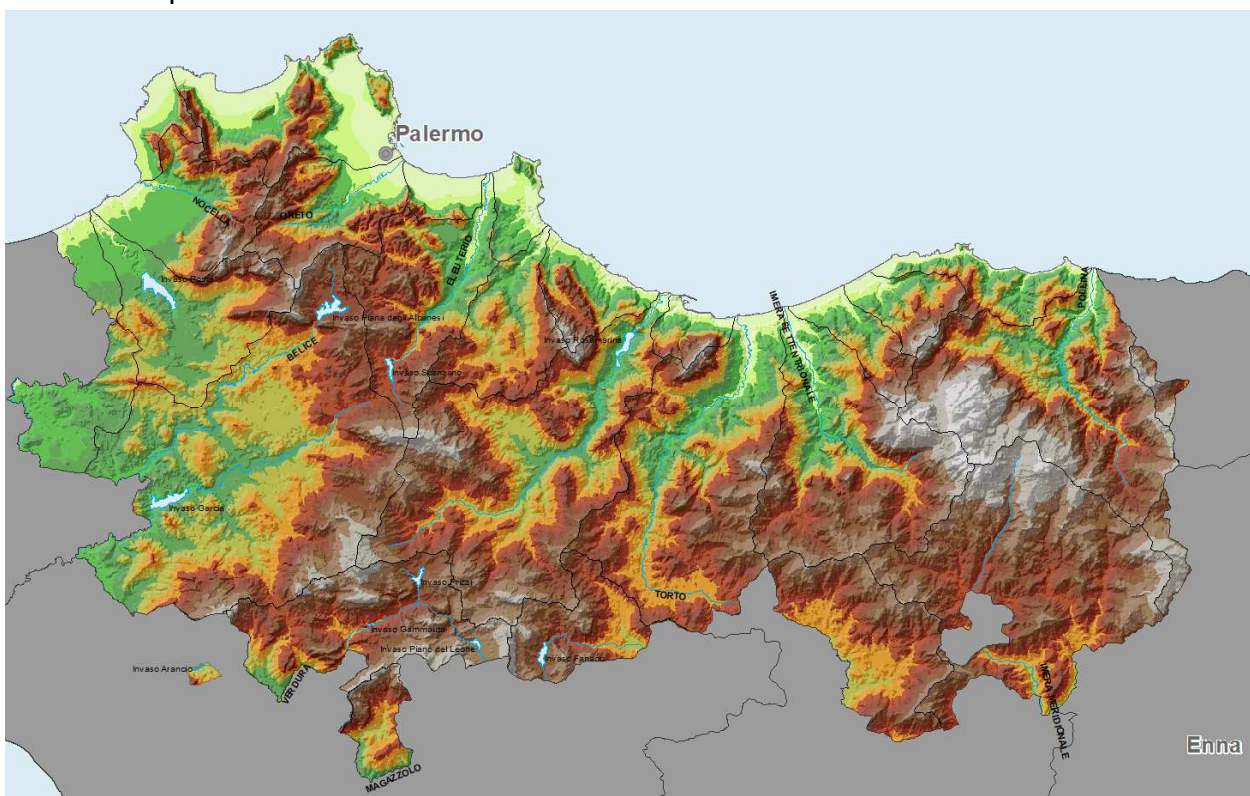 Palermo
NOCELLA
ORETO
ELEUTERIO
Invaso Poma
Invaso Piana degli Albanesi
BELICE
Invaso Rosamarina
IMERA SETTENTRIONALE
POLLINA
Invaso Scanzano
Invaso Garcia
Invaso Prizzi
TORTO
Invaso Gammauta
Invaso Piano del Leone
Invaso Fanaco
Invaso Arancio
VERDURA
IMERA MERIDIONALE
Enna
MAGAZZOLO